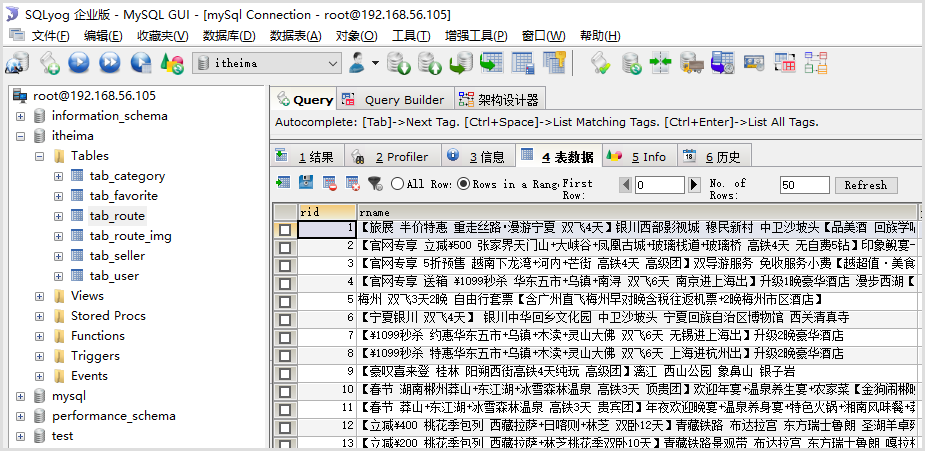 SQLyog 企业版 - MySQL GUI - [mySql Connection - root@192.168.56.105]
文件(F) 编辑(E) 收藏夹(V) 数据库(D) 数据表(A) 对象(O) 工具(T) 增强工具(P) 窗口(W) 帮助(H)
itheima
root@192.168.56.105
information_schema
itheima
Tables
tab_category
tab_favorite
tab_route
tab_route_img
tab_seller
tab_user
Views
Stored Procs
Functions
Triggers
Events
mysql
performance_schema
test
Query Query Builder 架构设计器
Autocomplete: [Tab]->Next Tag. [Ctrl+Space]->List Matching Tags. [Ctrl+Enter]->List All Tags.
1 结果 2 Profiler 3 信息 4 表数据 5 Info 6 历史
All Row: Rows in a Rang First Row: 0 No. of Rows: 50 Refresh
rid rname
1 【旅展 半价特惠 重走丝路·漫游宁夏 双飞4天】银川西部影视城 穆民新村 中卫沙坡头【品美酒 回族学
2 【官网专享 立减¥500 张家界天门山+大峡谷+凤凰古城+玻璃栈道+玻璃桥 高铁4天 无自费5钻】印象鲵宴
3 【官网专享 5折预售 越南下龙湾+河内+芒街 高铁4天 高级团】双导游服务 免收服务小费【越超值·美食
4 【官网专享 送箱 ¥1099秒杀 华东五市+乌镇+南浔 双飞6天 南京进上海出】升级1晚豪华酒店 漫步西湖【
5 梅州 双飞3天2晚 自由行套票【含广州直飞梅州早对晚含税往返机票+2晚梅州市区酒店】
6 【宁夏银川 双飞4天】 银川中华回乡文化园 中卫沙坡头 宁夏回族自治区博物馆 西关清真寺
7 【¥1099秒杀 约惠华东五市+乌镇+木渎+灵山大佛 双飞6天 无锡进上海出】升级2晚豪华酒店
8 【¥1099秒杀 特惠华东五市+乌镇+木渎+灵山大佛 双飞6天 上海进杭州出】升级2晚豪华酒店
9 【豪叹喜来登 桂林 阳朔西街高铁4天纯玩 高级团】漓江 西山公园 象鼻山 银子岩
10 【春节 湖南郴州莽山+东江湖+冰雪森林温泉 高铁3天 顶贵团】欢迎年宴+温泉养生宴+农家菜【金狗闹郴
11 【春节 莽山+东江湖+冰雪森林温泉 高铁3天 贵宾团】年夜欢迎晚宴+温泉养身宴+特色火锅+湘南风味餐+
12 【立减¥400 桃花季包列 西藏拉萨+日喀则+林芝 双卧12天】青藏铁路 布达拉宫 东方瑞士鲁朗 圣湖羊卓
13 【立减¥200 桃花季包列 西藏拉萨+林芝桃花季双卧10天】青藏铁路景观带 布达拉宫 东方瑞士鲁朗 嘎拉